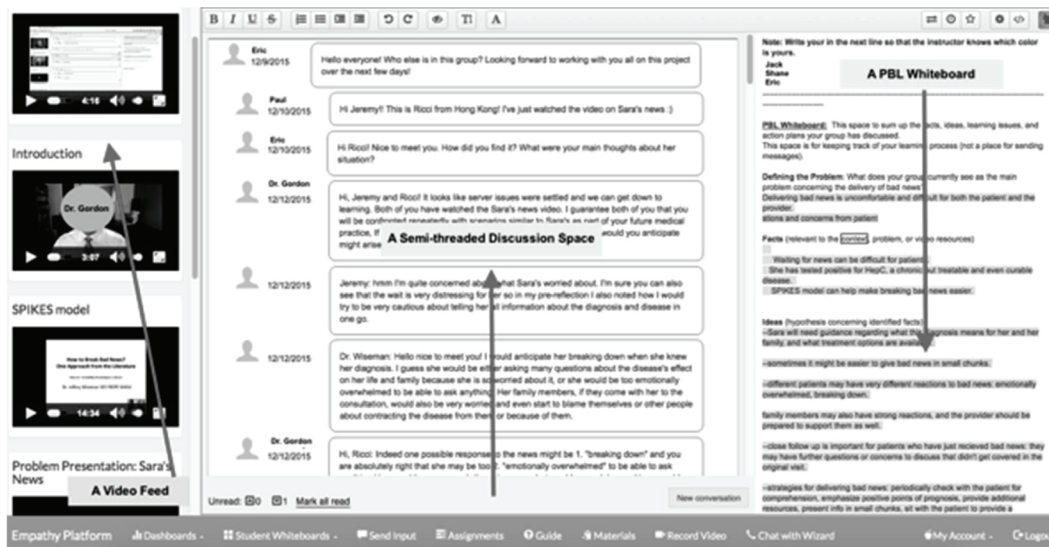 4:16
Introduction
Dr. Gordon
3:07
SPIKES model
How to Break Bad News?
One Approach from the Literature
14:34
Problem Presentation: Sara's
News
A Video Feed
B I U S
Eric
12/9/2015
Hello everyone! Who else is in this group? Looking forward to working with you all on this project
over the next few days!
Paul
12/10/2015
Hi Jeremy!! This is Ricci from Hong Kong! I've just watched the video on Sara's news :)
Eric
12/10/2015
Hi Ricci! Nice to meet you. How did you find it? What were your main thoughts about her
situation?
Dr. Gordon
12/12/2015
Hi, Jeremy and Ricci! It looks like server issues were settled and we can get down to
learning. Both of you have watched the Sara's news video. I guarantee both of you that you
will be confronted repeatedly with scenarios similar to Sara's as part of your future medical
practice, If would you anticipate
might arise
A Semi-threaded Discussion Space
12/12/2015
Jeremy: hmm I'm quite concerned about what Sara's worried about. I'm sure you can also
see that the wait is very distressing for her so in my pre-reflection I also noted how I would
try to be very cautious about telling her all information about the diagnosis and disease in
one go.
12/12/2015
Dr. Wiseman: Hello nice to meet you! I would anticipate her breaking down when she knew
her diagnosis. I guess she would be either asking many questions about the disease's effect
on her life and family because she is so worried about it, or she would be too emotionally
overwhelmed to be able to ask anything. Her family members, if they come with her to the
consultation, would also be very worried and even start to blame themselves or other people
about contracting the disease from them or because of them.
Dr. Gordon
12/12/2015
Hi, Ricci: Indeed one possible response to the news might be 1. "breaking down" and you
are absolutely right that she may be too 2. "emotionally overwhelmed" to be able to ask
Unread: 0 1 Mark all read
New conversation
Note: Write your in the next line so that the instructor knows which color
is yours.
Jack
Shane
Eric
A PBL Whiteboard
PBL Whiteboard: This space to sum up the facts, ideas, learning issues, and
action plans your group has discussed.
This space is for keeping track of your learning process (not a place for sending
messages).
Defining the Problem: What does your group currently see as the main
problem concerning the delivery of bad news?
Delivering bad news is uncomfortable and difficult for both the patient and the
provider.
ations and concerns from patient
Facts (relevant to the context, problem, or video resources)
Waiting for news can be difficult for patients.
She has tested positive for HepC, a chronic but treatable and even curable
disease.
SPIKES model can help make breaking bad news easier.
Ideas (hypothesis concerning identified facts)
--Sara will need guidance regarding what this diagnosis means for her and her
family, and what treatment options are available.
--sometimes it might be easier to give bad news in small chunks.
--different patients may have very different reactions to bad news: emotionally
overwhelmed, breaking down.
family members may also have strong reactions, and the provider should be
prepared to support them as well.
--close follow up is important for patients who have just recieved bad news: they
may have further questions or concerns to discuss that didn't get covered in the
original visit.
--strategies for delivering bad news: periodically check with the patient for
comprehension, emphasize positive points of prognosis, provide additional
resources, present info in small chunks, sit with the patient to provide a
Empathy Platform Dashboards Student Whiteboards Send Input Assignments Guide Materials Record Video Chat with Wizard My Account Logout